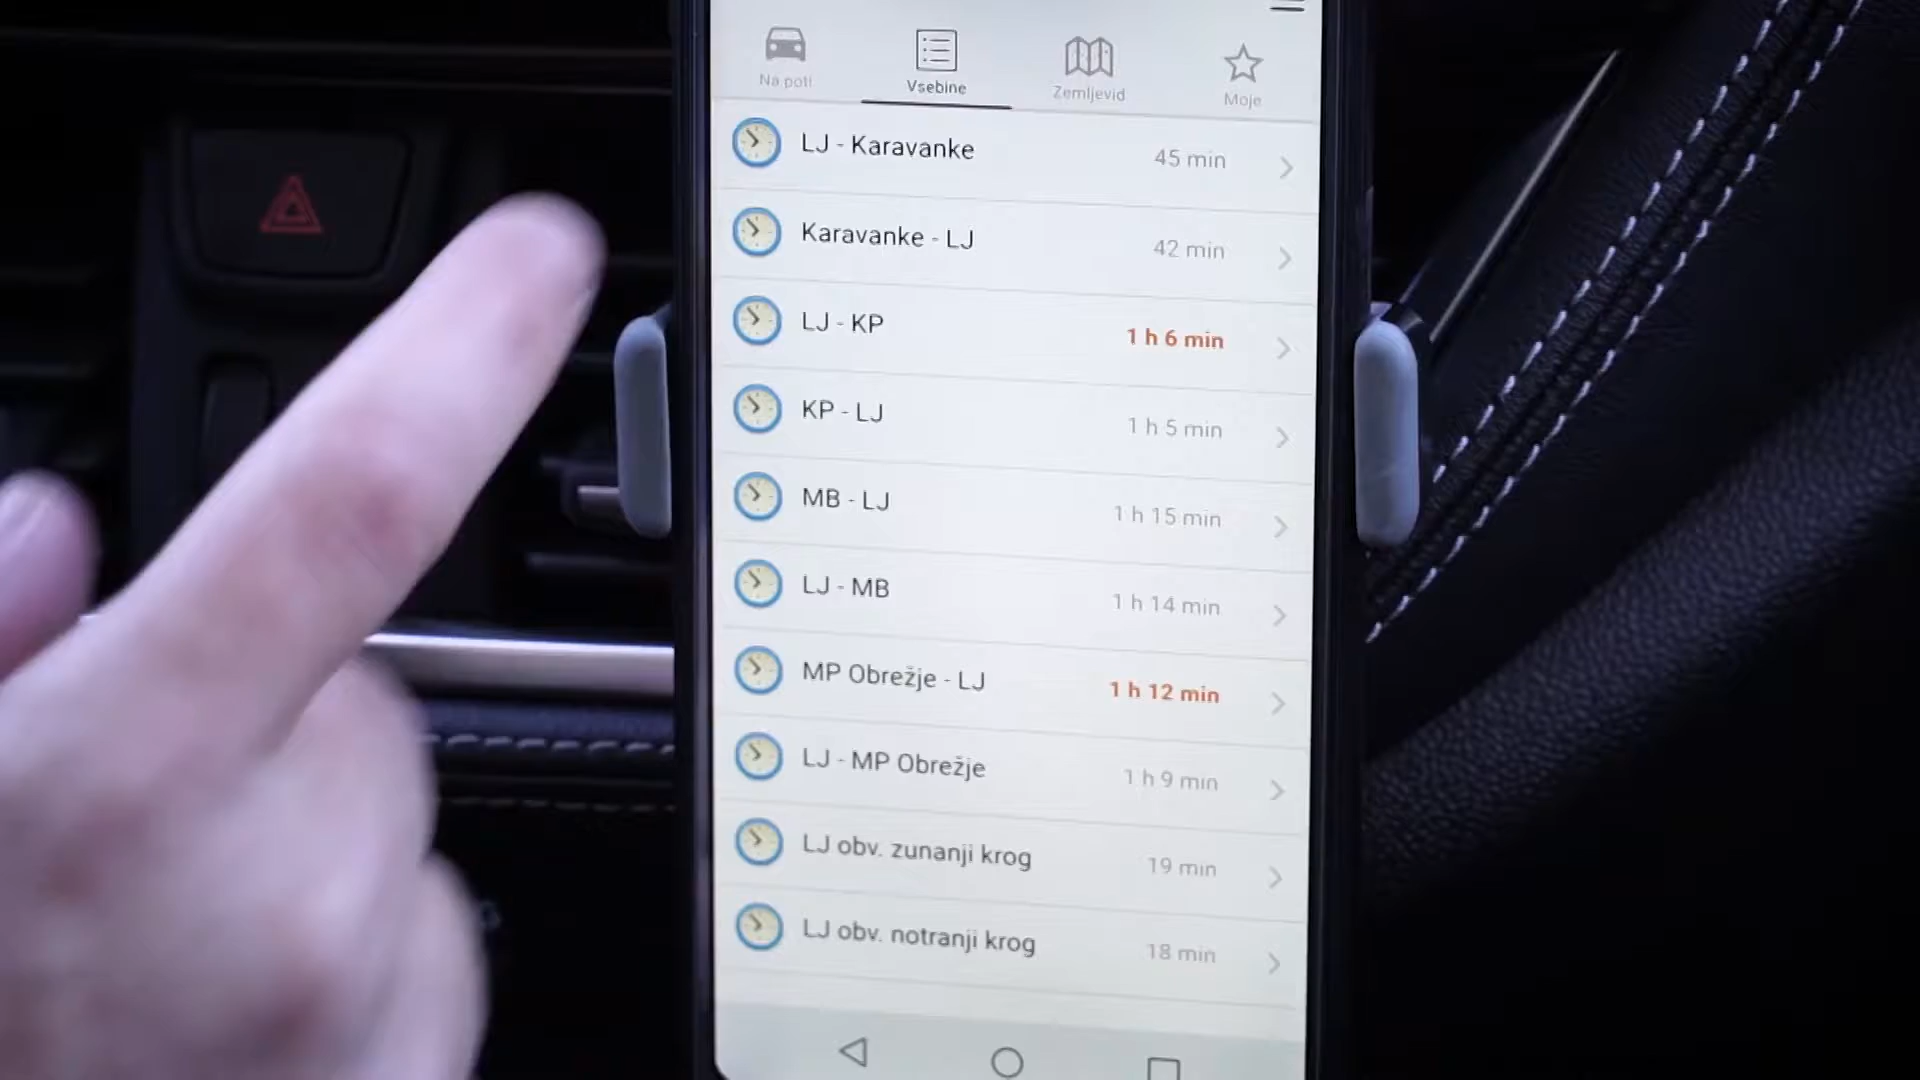 Na poti
Vsebine
Zemljevid
Moje
LJ - Karavanke 45 min
Karavanke - LJ 42 min
LJ - KP 1 h 6 min
KP - LJ 1 h 5 min
MB - LJ 1 h 15 min
LJ - MB 1 h 14 min
MP Obrežje - LJ 1 h 12 min
LJ - MP Obrežje 1 h 9 min
LJ obv. zunanji krog 19 min
LJ obv. notranji krog 18 min